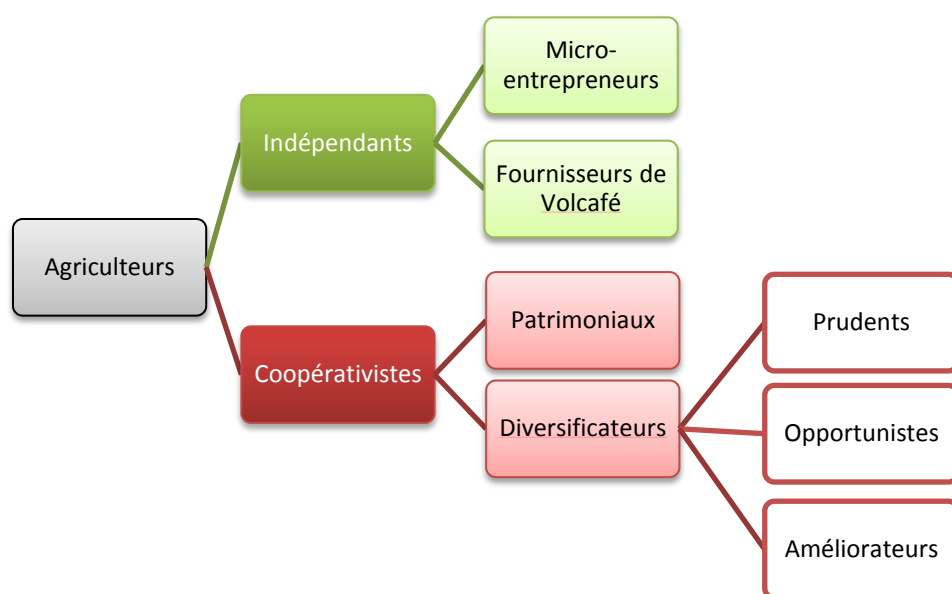 Micro-
entrepreneurs
Indépendants
Fournisseurs de
Volcafé
Agriculteurs
Patrimoniaux
Prudents
Coopérativistes
Diversificateurs
Opportunistes
Améliorateurs